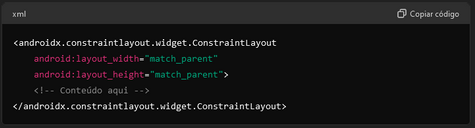 xml
Copiar código
<androidx.constraintlayout.widget.ConstraintLayout
    android:layout_width="match_parent"
    android:layout_height="match_parent">
    <!-- Conteúdo aqui -->
</androidx.constraintlayout.widget.ConstraintLayout>